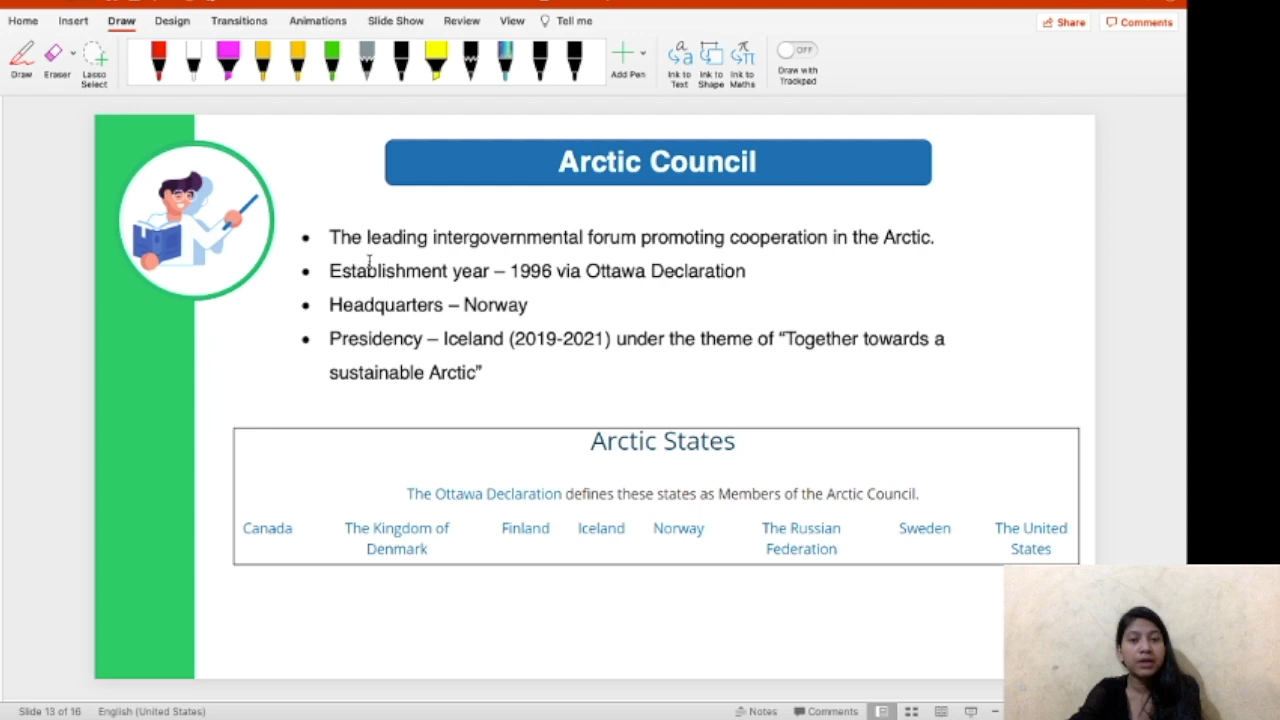 Home Insert Draw Design Transitions Animations Slide Show Review View Tell me Share Comments
OFF
Draw Eraser Lasso Select Add Pen Ink to Text Ink to Shape Ink to Maths Draw with Trackpad
Arctic Council
• The leading intergovernmental forum promoting cooperation in the Arctic.
• Establishment year – 1996 via Ottawa Declaration
• Headquarters – Norway
• Presidency – Iceland (2019-2021) under the theme of “Together towards a
sustainable Arctic”
Arctic States
The Ottawa Declaration defines these states as Members of the Arctic Council.
Canada The Kingdom of Denmark Finland Iceland Norway The Russian Federation Sweden The United States
Slide 13 of 16 English (United States) Notes Comments